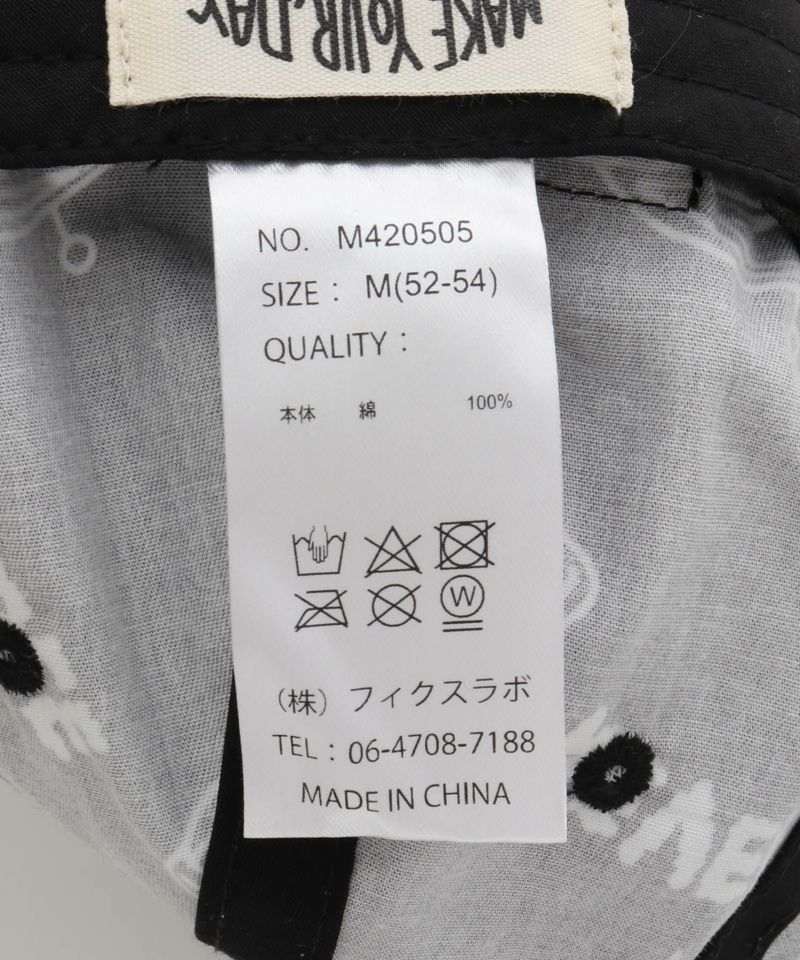 MAKE YOUR.DAY
NO. M420505
SIZE : M(52-54)
QUALITY :
本体 綿 100%
W
(株) フィクスラボ
TEL : 06-4708-7188
MADE IN CHINA